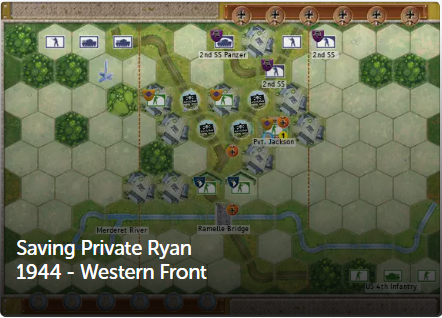 2nd SS Panzer
2nd SS
2nd SS
Pvt. Jackson
1
Merderet River
Ramelle Bridge
US 4th Infantry
Saving Private Ryan
1944 - Western Front